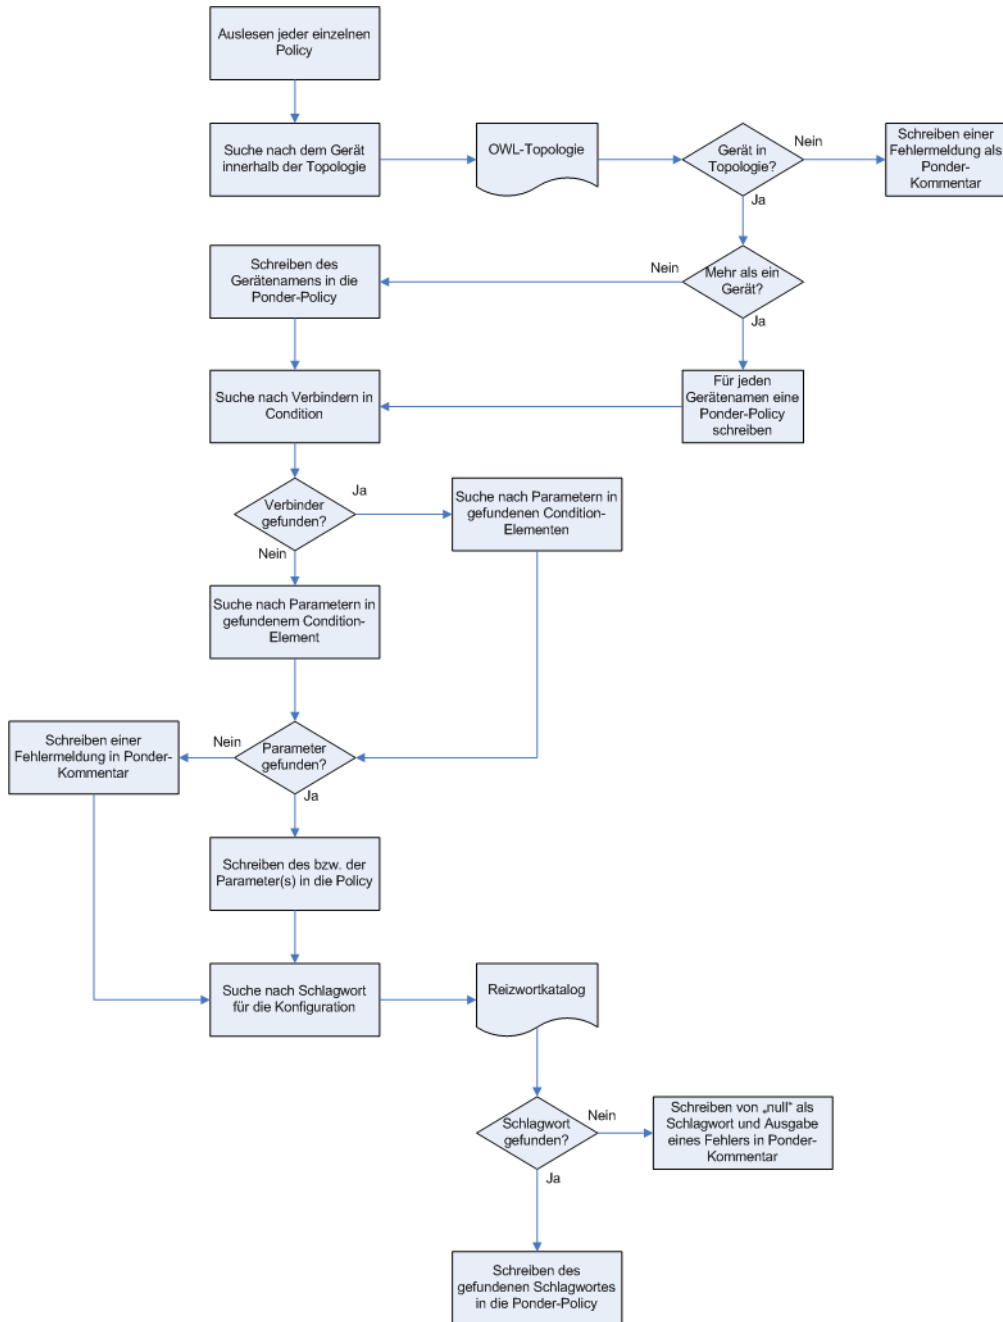 Auslesen jeder einzelnen
Policy
Suche nach dem Gerät
innerhalb der Topologie
OWL-Topologie
Gerät in
Topologie?
Nein
Schreiben einer
Fehlermeldung als
Ponder-
Kommentar
Ja
Mehr als ein
Gerät?
Nein
Schreiben des
Gerätenamens in die
Ponder-Policy
Ja
Für jeden
Gerätenamen eine
Ponder-Policy
schreiben
Suche nach Verbindern in
Condition
Verbinder
gefunden?
Ja
Suche nach Parametern in
gefundenen Condition-
Elementen
Nein
Suche nach Parametern in
gefundenem Condition-
Element
Parameter
gefunden?
Nein
Schreiben einer
Fehlermeldung in Ponder-
Kommentar
Ja
Schreiben des bzw. der
Parameter(s) in die Policy
Suche nach Schlagwort
für die Konfiguration
Reizwortkatalog
Schlagwort
gefunden?
Nein
Schreiben von „null“ als
Schlagwort und Ausgabe
eines Fehlers in Ponder-
Kommentar
Ja
Schreiben des
gefundenen Schlagwortes
in die Ponder-Policy